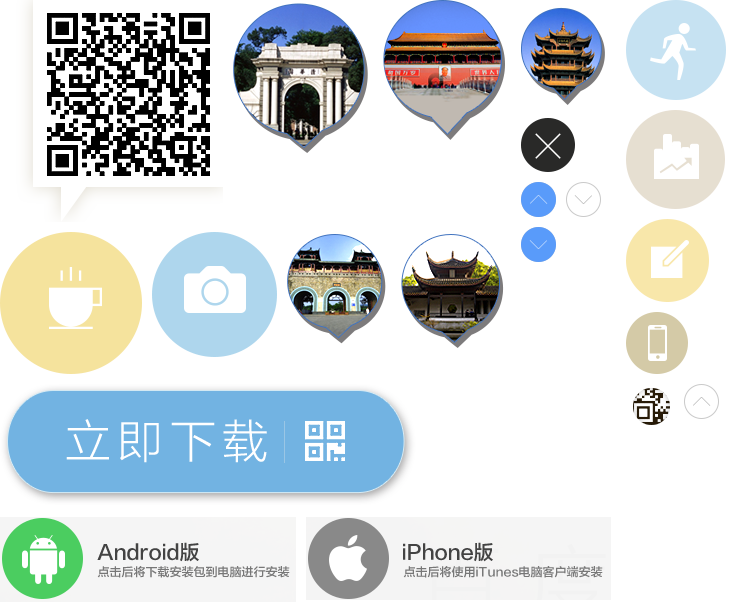 立即下载
Android版
点击后将下载安装包到电脑进行安装
iPhone版
点击后将使用iTunes电脑客户端安装